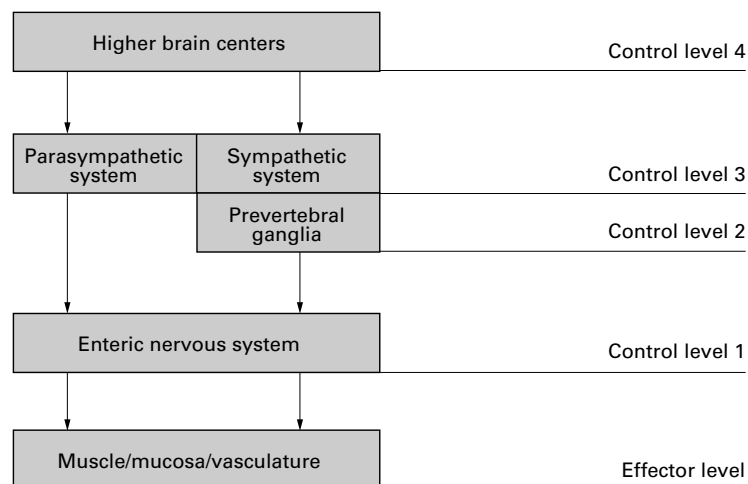 Higher brain centers
Control level 4
Parasympathetic
system
Sympathetic
system
Control level 3
Prevertebral
ganglia
Control level 2
Enteric nervous system
Control level 1
Muscle/mucosa/vasculature
Effector level